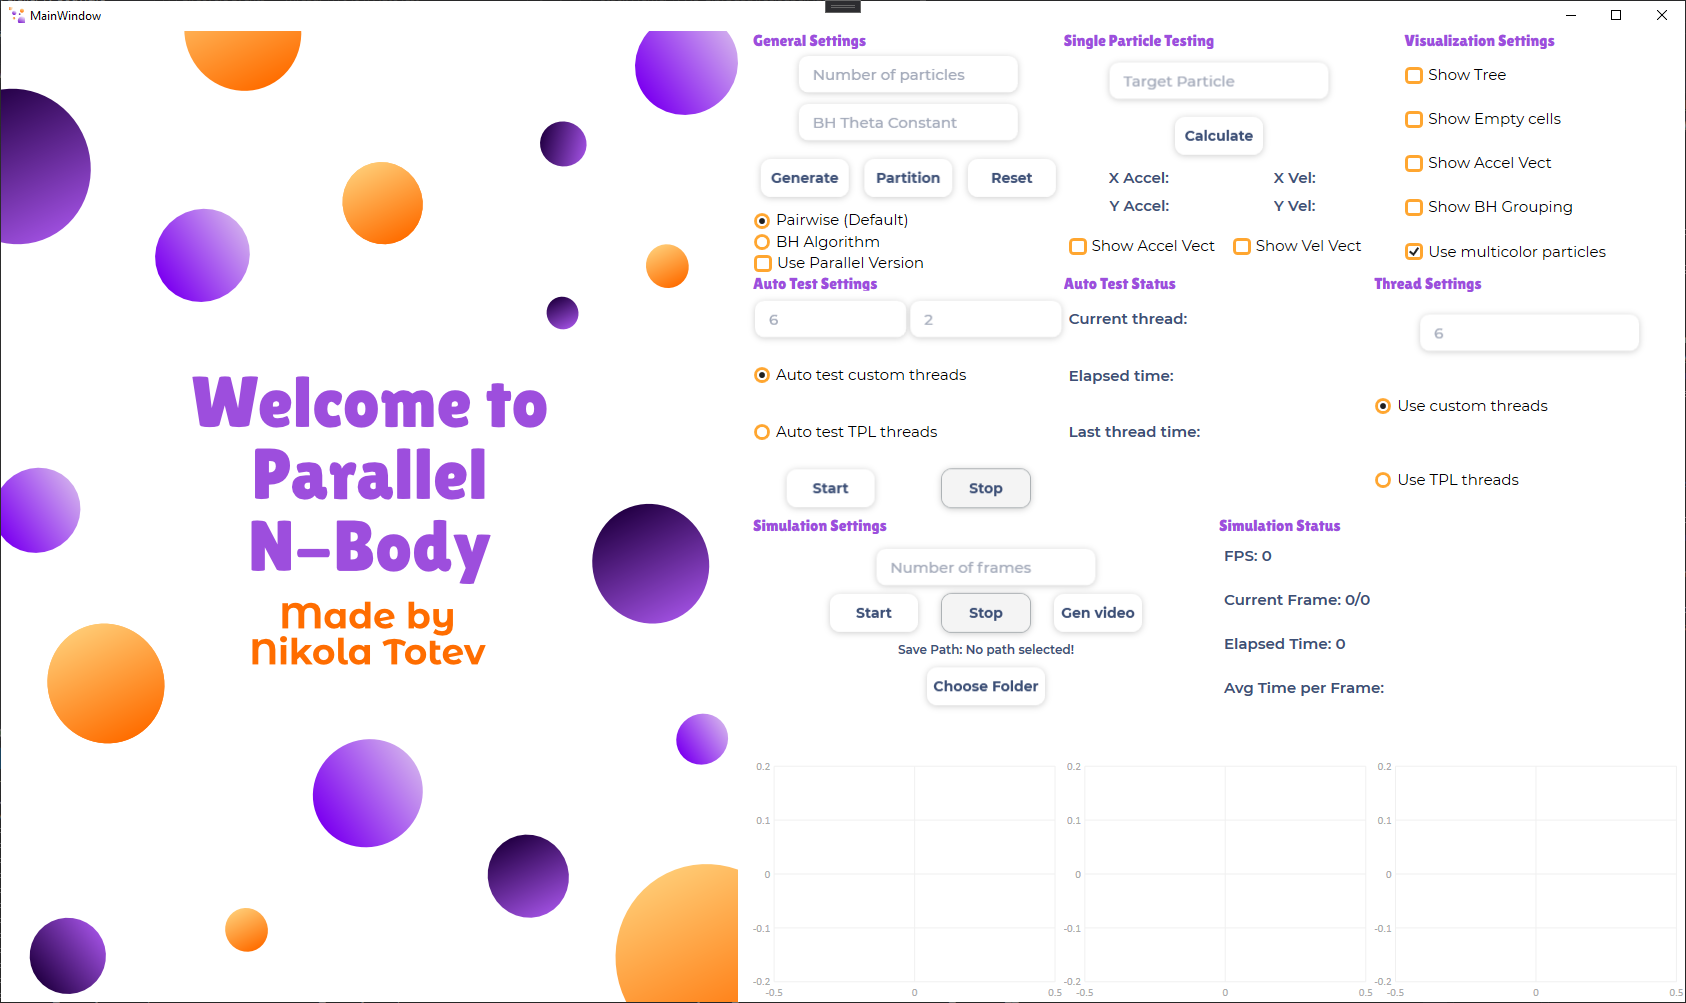 MainWindow
Welcome to
Parallel
N-Body
Made by
Nikola Totev
General Settings
Number of particles
BH Theta Constant
Generate
Partition
Reset
Pairwise (Default)
BH Algorithm
Use Parallel Version
Single Particle Testing
Target Particle
Calculate
X Accel:
X Vel:
Y Accel:
Y Vel:
Show Accel Vect
Show Vel Vect
Visualization Settings
Show Tree
Show Empty cells
Show Accel Vect
Show BH Grouping
Use multicolor particles
Auto Test Settings
6
2
Auto test custom threads
Auto test TPL threads
Start
Stop
Auto Test Status
Current thread:
Elapsed time:
Last thread time:
Thread Settings
6
Use custom threads
Use TPL threads
Simulation Settings
Number of frames
Start
Stop
Gen video
Save Path: No path selected!
Choose Folder
Simulation Status
FPS: 0
Current Frame: 0/0
Elapsed Time: 0
Avg Time per Frame:
0.2
0.1
0
-0.1
-0.2
-0.5
0
0.5
0.2
0.1
0
-0.1
-0.2
-0.5
0
0.5
0.2
0.1
0
-0.1
-0.2
-0.5
0
0.5